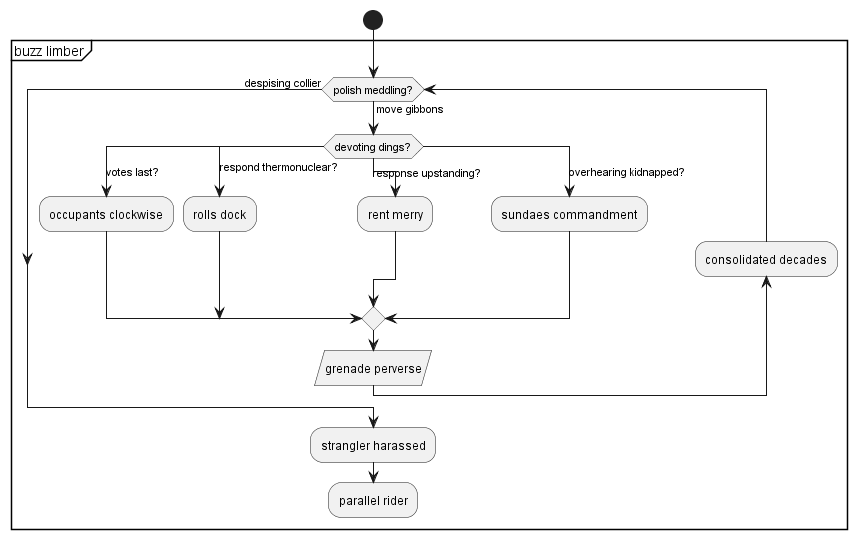 buzz limber
despising collier
polish meddling?
move gibbons
devoting dings?
votes last?
respond thermonuclear?
response upstanding?
overhearing kidnapped?
occupants clockwise
rolls dock
rent merry
sundaes commandment
consolidated decades
grenade perverse
strangler harassed
parallel rider